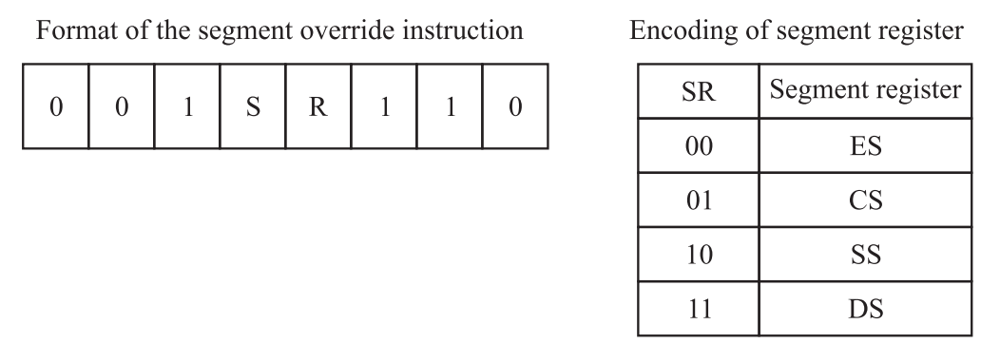 Format of the segment override instruction
0 0 1 S R 1 1 0
Encoding of segment register
SR Segment register
00 ES
01 CS
10 SS
11 DS